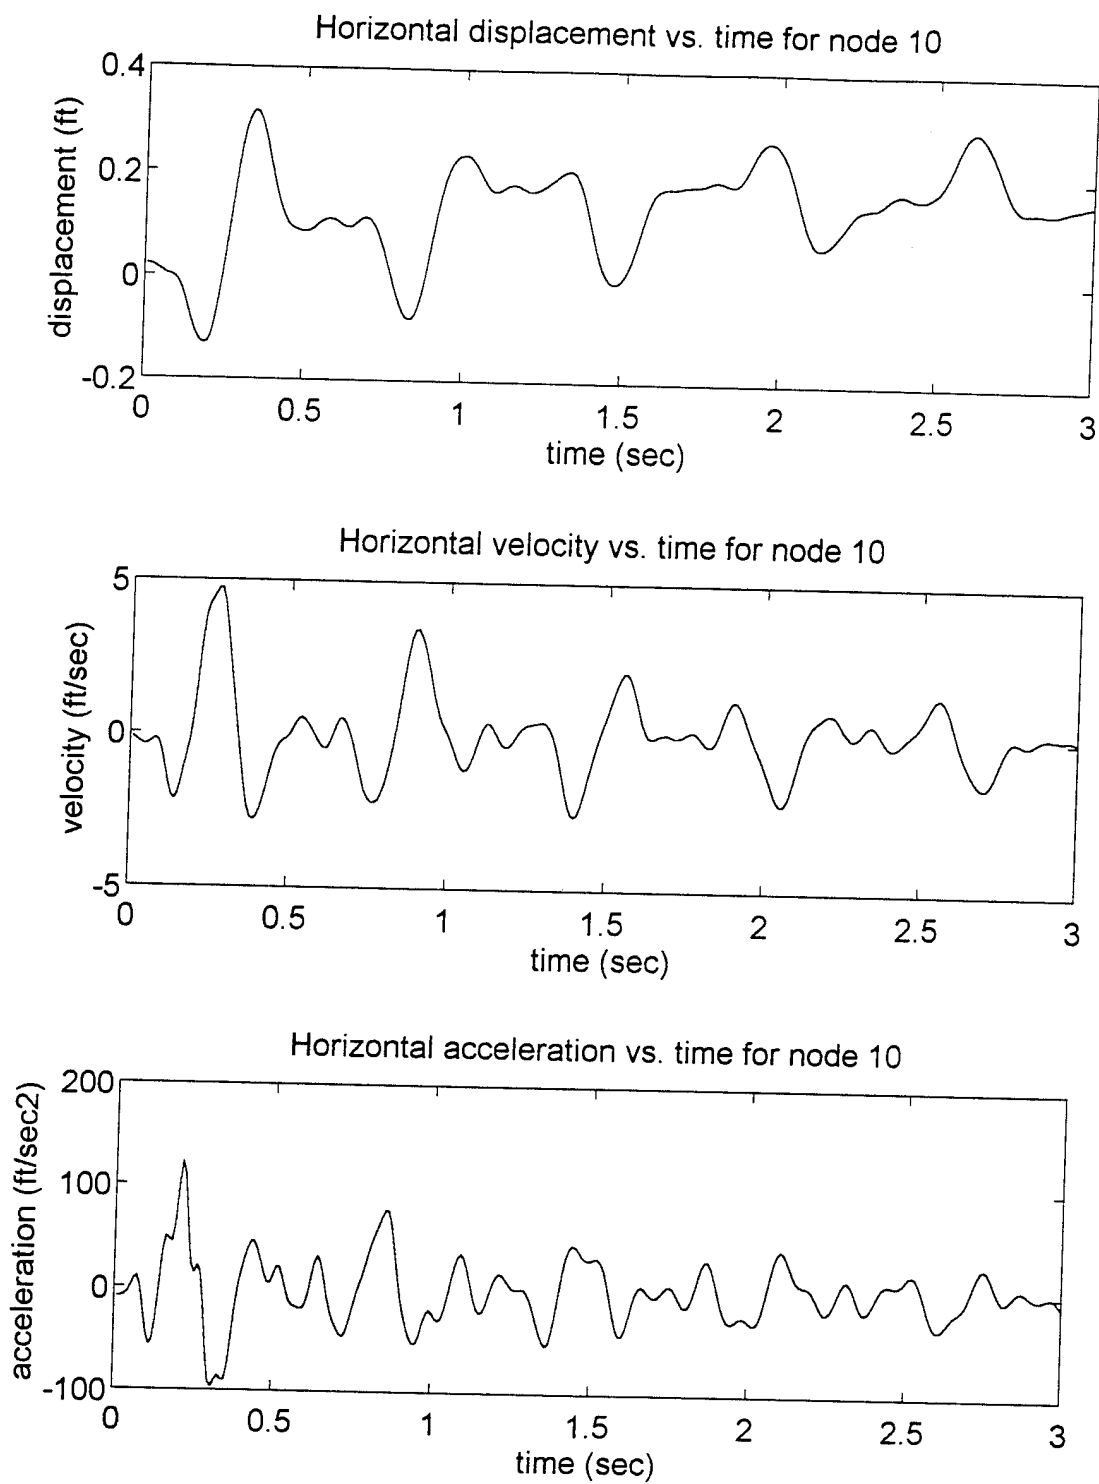 Horizontal displacement vs. time for node 10
displacement (ft)
0.4
0.2
0
-0.2
0 0.5 1 1.5 2 2.5 3
time (sec)
Horizontal velocity vs. time for node 10
velocity (ft/sec)
5
0
-5
0 0.5 1 1.5 2 2.5 3
time (sec)
Horizontal acceleration vs. time for node 10
acceleration (ft/sec2)
200
100
0
-100
0 0.5 1 1.5 2 2.5 3
time (sec)